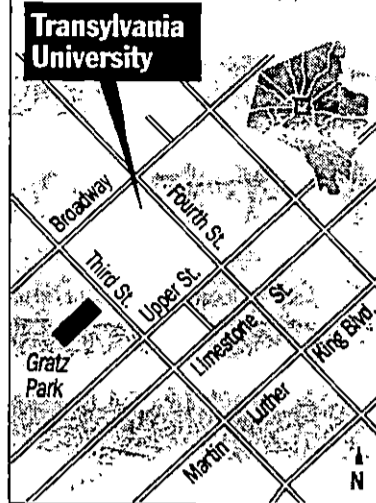 Transylvania
University
Broadway
Fourth St.
Third St.
Upper St.
Limestone St.
Gratz
Park
Martin Luther King Blvd.
N